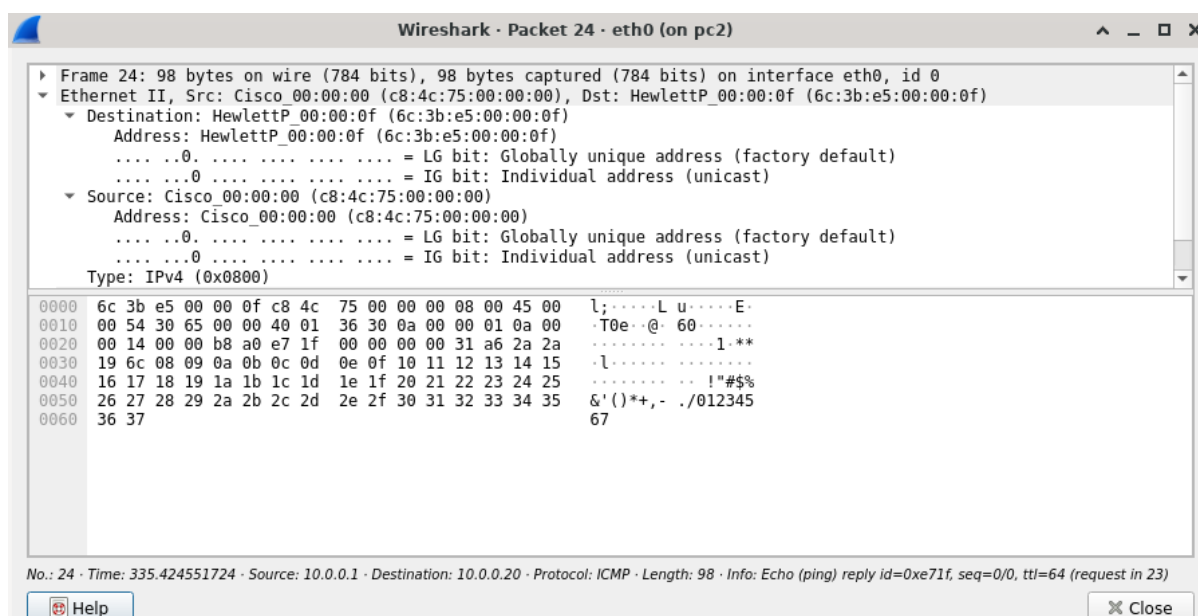 Wireshark · Packet 24 · eth0 (on pc2)
Frame 24: 98 bytes on wire (784 bits), 98 bytes captured (784 bits) on interface eth0, id 0
Ethernet II, Src: Cisco_00:00:00 (c8:4c:75:00:00:00), Dst: HewlettP_00:00:0f (6c:3b:e5:00:00:0f)
Destination: HewlettP_00:00:0f (6c:3b:e5:00:00:0f)
Address: HewlettP_00:00:0f (6c:3b:e5:00:00:0f)
.... ..0. .... .... .... .... = LG bit: Globally unique address (factory default)
.... ...0 .... .... .... .... = IG bit: Individual address (unicast)
Source: Cisco_00:00:00 (c8:4c:75:00:00:00)
Address: Cisco_00:00:00 (c8:4c:75:00:00:00)
.... ..0. .... .... .... .... = LG bit: Globally unique address (factory default)
.... ...0 .... .... .... .... = IG bit: Individual address (unicast)
Type: IPv4 (0x0800)
0000 6c 3b e5 00 00 0f c8 4c 75 00 00 00 08 00 45 00 l;·····L u·····E·
0010 00 54 30 65 00 00 40 01 36 30 0a 00 00 01 0a 00 ·T0e··@· 60······
0020 00 14 00 00 b8 a0 e7 1f 00 00 00 00 31 a6 2a 2a ········ ····1·**
0030 19 6c 08 09 0a 0b 0c 0d 0e 0f 10 11 12 13 14 15 ·l······ ········
0040 16 17 18 19 1a 1b 1c 1d 1e 1f 20 21 22 23 24 25 ········ ·· !"#$%
0050 26 27 28 29 2a 2b 2c 2d 2e 2f 30 31 32 33 34 35 &'()*+,- ./012345
0060 36 37 67
No.: 24 · Time: 335.424551724 · Source: 10.0.0.1 · Destination: 10.0.0.20 · Protocol: ICMP · Length: 98 · Info: Echo (ping) reply id=0xe71f, seq=0/0, ttl=64 (request in 23)
Help
Close